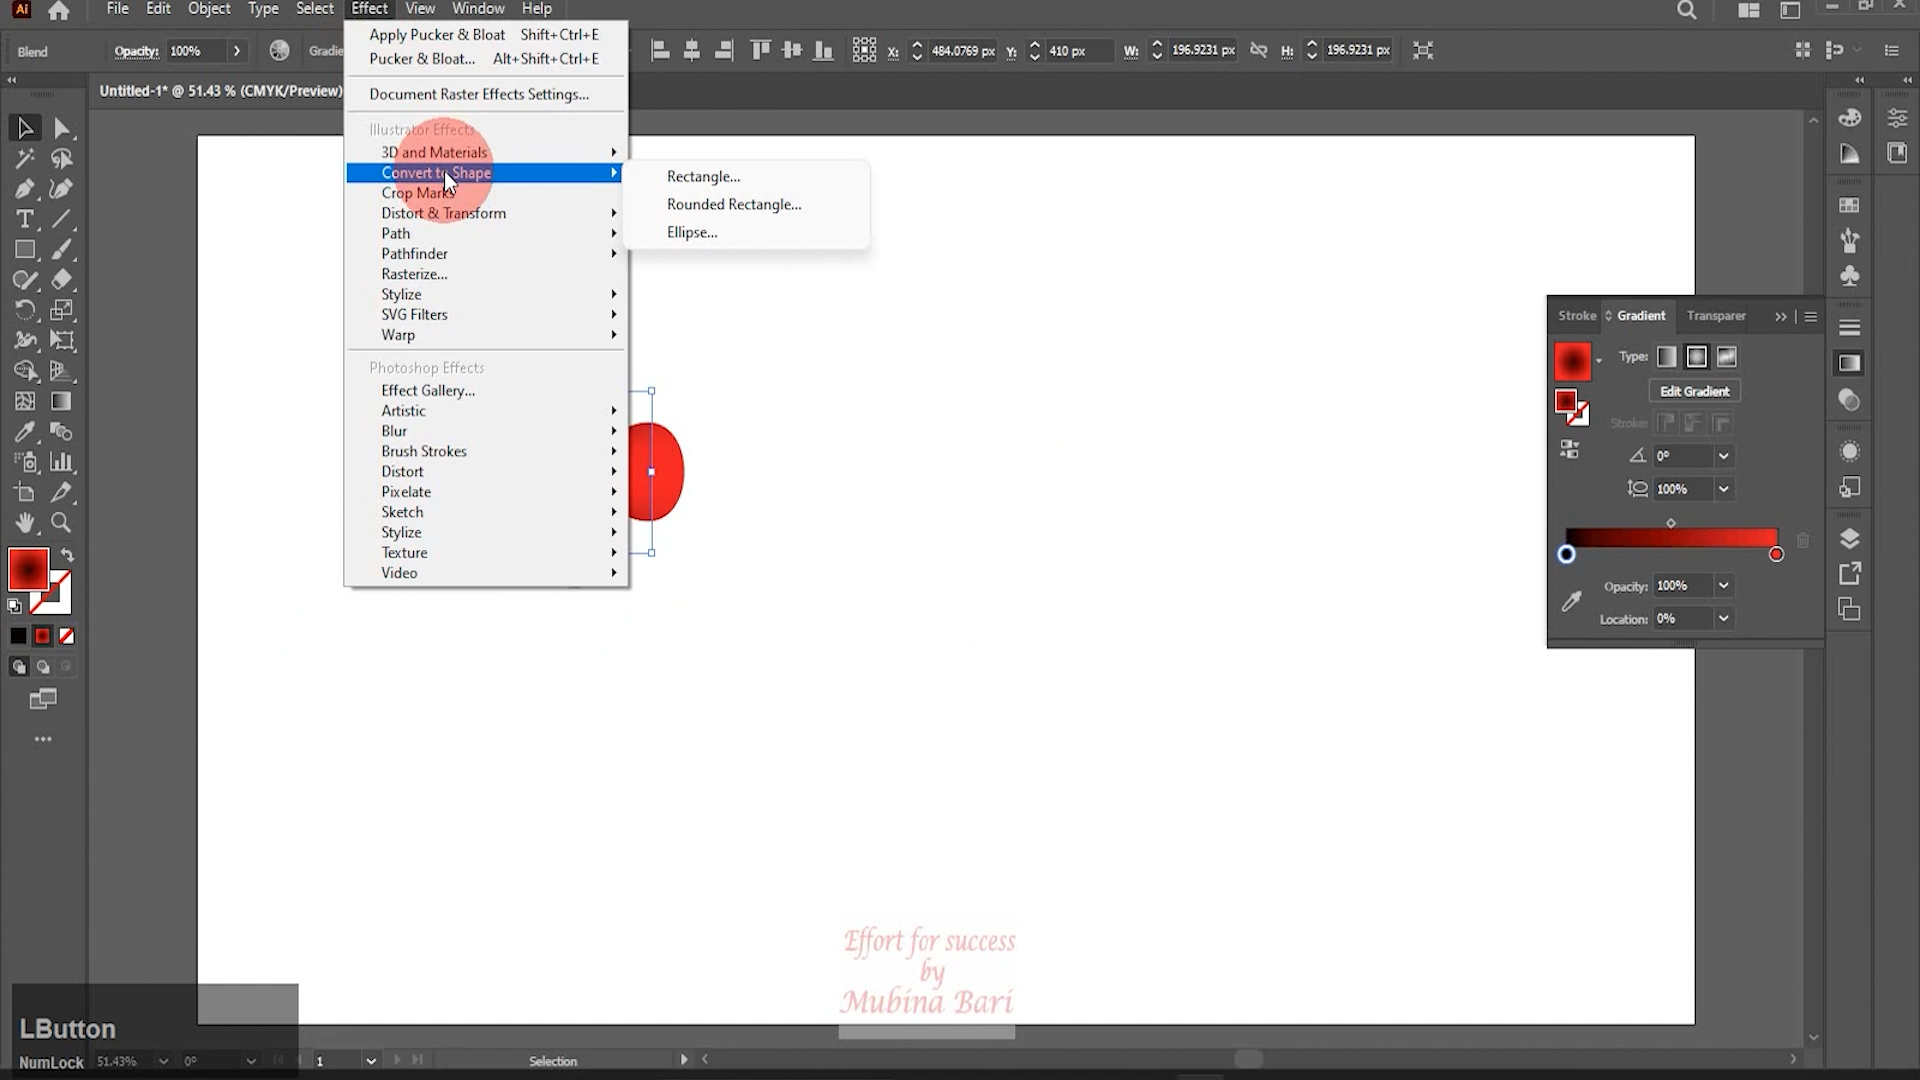 Ai File Edit Object Type Select Effect View Window Help
Blend Opacity: 100% Gradie X: 484.0769 px Y: 410 px W: 196.9231 px H: 196.9231 px
Untitled-1* @ 51.43 % (CMYK/Preview)
Apply Pucker & Bloat Shift+Ctrl+E
Pucker & Bloat... Alt+Shift+Ctrl+E
Document Raster Effects Settings...
Illustrator Effects
3D and Materials
Convert to Shape
Crop Marks
Distort & Transform
Path
Pathfinder
Rasterize...
Stylize
SVG Filters
Warp
Photoshop Effects
Effect Gallery...
Artistic
Blur
Brush Strokes
Distort
Pixelate
Sketch
Stylize
Texture
Video
Rectangle...
Rounded Rectangle...
Ellipse...
Stroke Gradient Transparer
Type:
Edit Gradient
Stroke:
0°
100%
Opacity: 100%
Location: 0%
Effort for success
by
Mubina Bari
LButton
NumLock 51.43% 0° 1 Selection